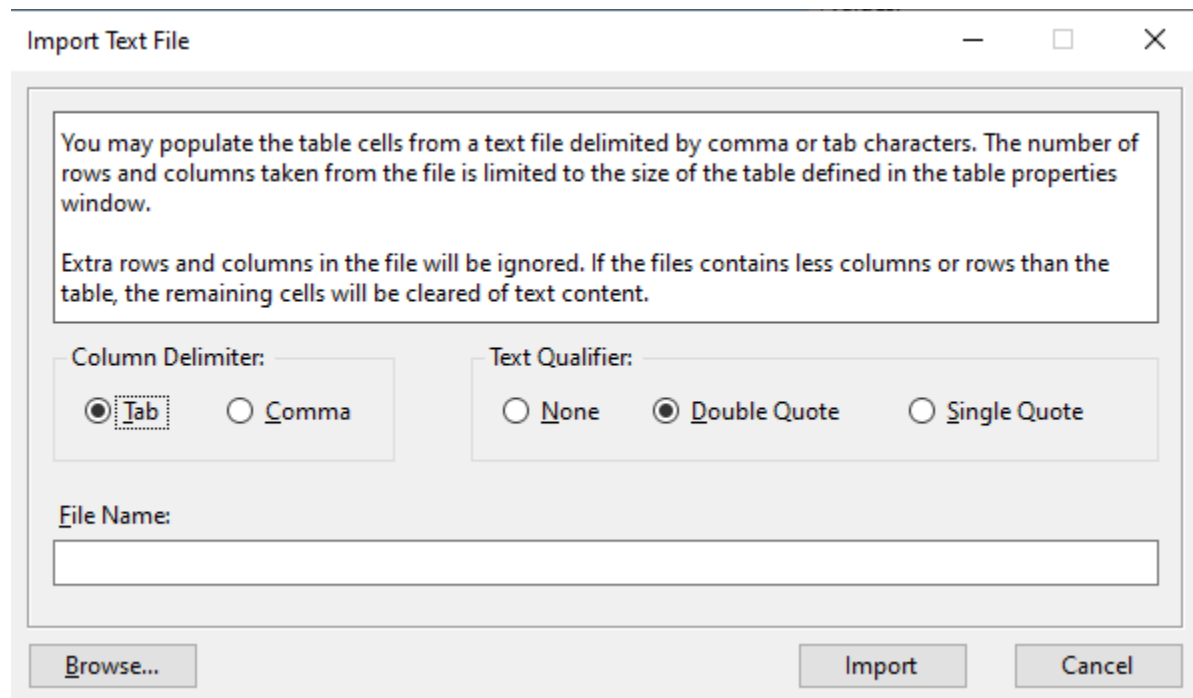 Import Text File
You may populate the table cells from a text file delimited by comma or tab characters. The number of
rows and columns taken from the file is limited to the size of the table defined in the table properties
window.
Extra rows and columns in the file will be ignored. If the files contains less columns or rows than the
table, the remaining cells will be cleared of text content.
Column Delimiter: Text Qualifier:
Tab Comma None Double Quote Single Quote
File Name:
Browse... Import Cancel